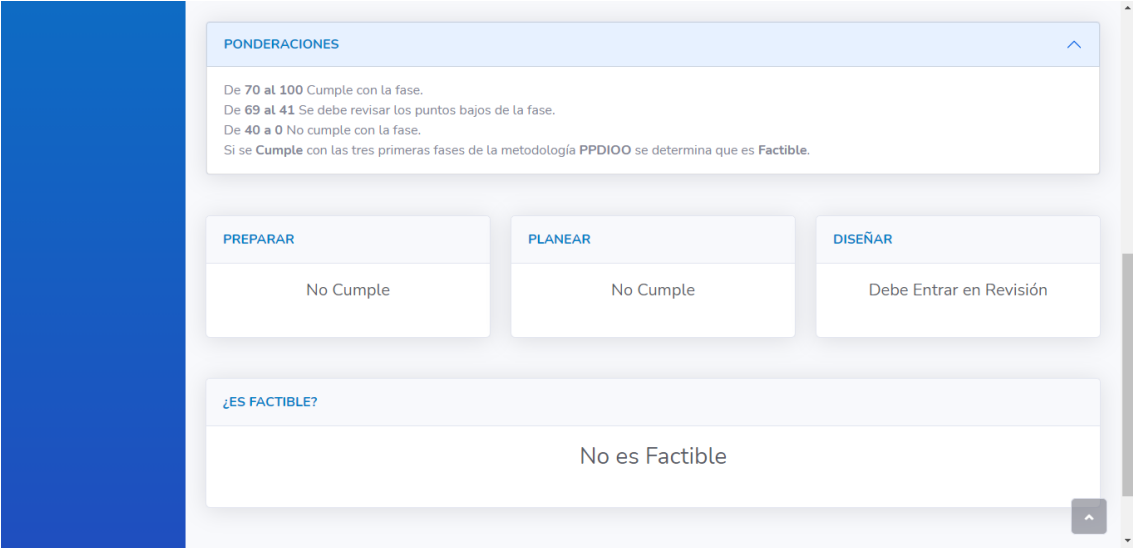 PONDERACIONES
De 70 al 100 Cumple con la fase.
De 69 al 41 Se debe revisar los puntos bajos de la fase.
De 40 a 0 No cumple con la fase.
Si se Cumple con las tres primeras fases de la metodología PPDIOO se determina que es Factible.
PREPARAR
No Cumple
PLANEAR
No Cumple
DISEÑAR
Debe Entrar en Revisión
¿ES FACTIBLE?
No es Factible